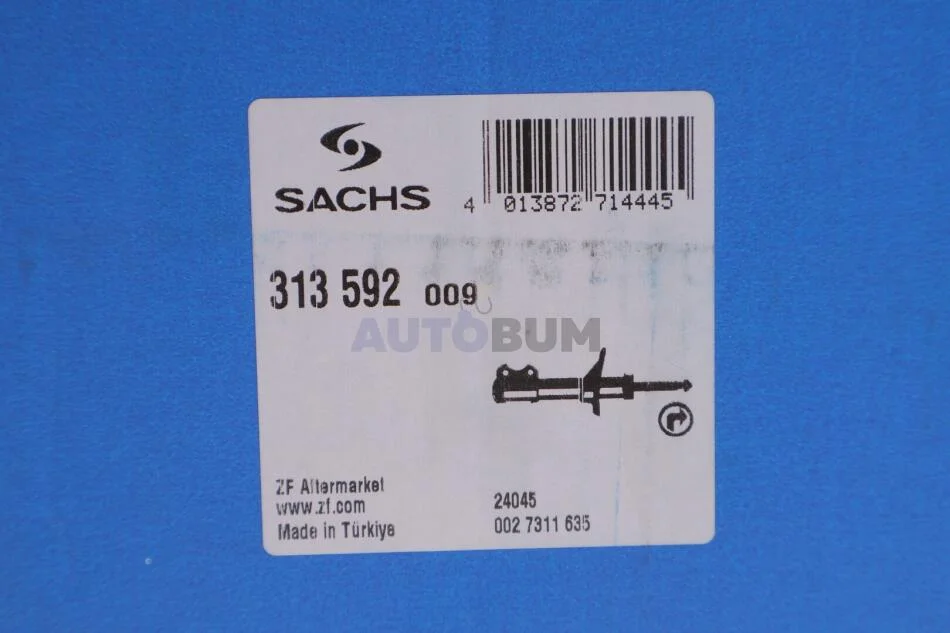 SACHS
4 013872 714445
313 592 009
AUTOBUM
ZF Aftermarket
www.zf.com
Made in Türkiye
24045
002 7311 635